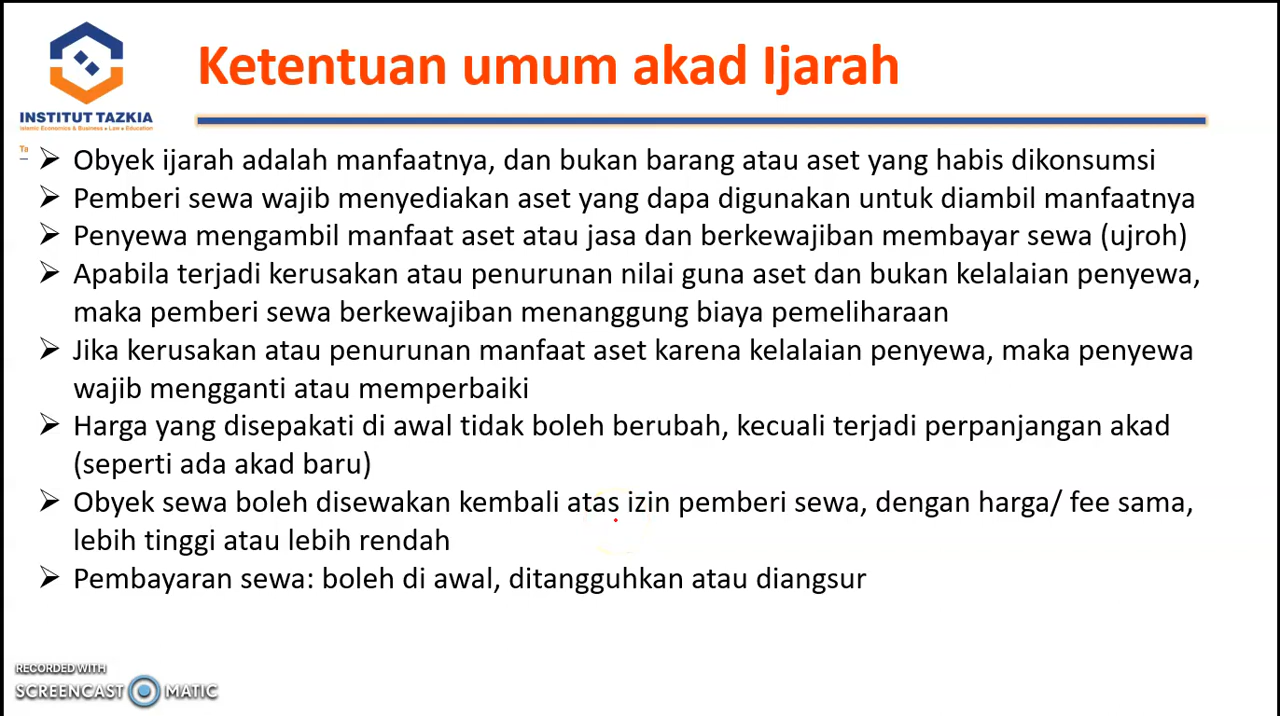 INSTITUT TAZKIA
Islamic Economics & Business • Law • Education
Ta
Ketentuan umum akad Ijarah
➢ Obyek ijarah adalah manfaatnya, dan bukan barang atau aset yang habis dikonsumsi
➢ Pemberi sewa wajib menyediakan aset yang dapa digunakan untuk diambil manfaatnya
➢ Penyewa mengambil manfaat aset atau jasa dan berkewajiban membayar sewa (ujroh)
➢ Apabila terjadi kerusakan atau penurunan nilai guna aset dan bukan kelalaian penyewa,
maka pemberi sewa berkewajiban menanggung biaya pemeliharaan
➢ Jika kerusakan atau penurunan manfaat aset karena kelalaian penyewa, maka penyewa
wajib mengganti atau memperbaiki
➢ Harga yang disepakati di awal tidak boleh berubah, kecuali terjadi perpanjangan akad
(seperti ada akad baru)
➢ Obyek sewa boleh disewakan kembali atas izin pemberi sewa, dengan harga/ fee sama,
lebih tinggi atau lebih rendah
➢ Pembayaran sewa: boleh di awal, ditangguhkan atau diangsur
RECORDED WITH
SCREENCAST MATIC